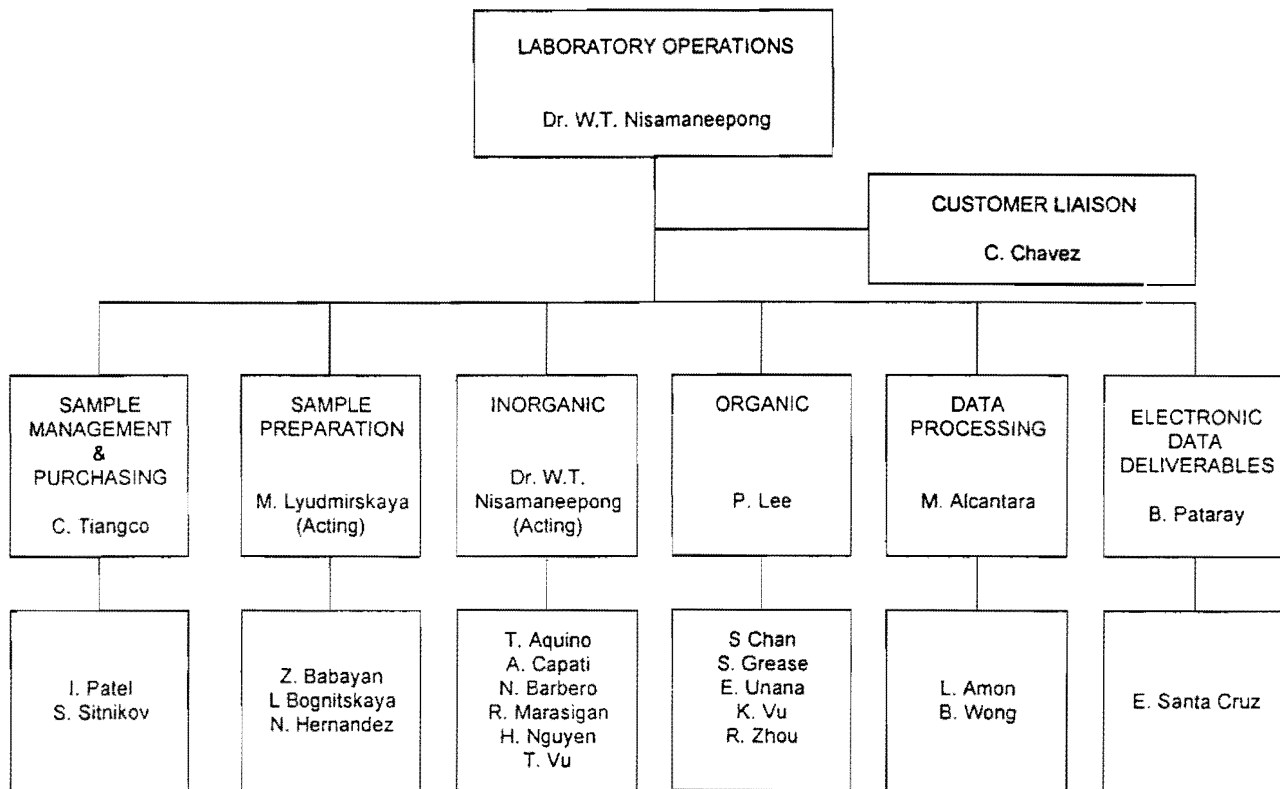 LABORATORY OPERATIONS
Dr. W.T. Nisamaneepong
CUSTOMER LIAISON
C. Chavez
SAMPLE
MANAGEMENT
&
PURCHASING
C. Tiangco
SAMPLE
PREPARATION
M. Lyudmirskaya
(Acting)
INORGANIC
Dr. W.T.
Nisamaneepong
(Acting)
ORGANIC
P. Lee
DATA
PROCESSING
M. Alcantara
ELECTRONIC
DATA
DELIVERABLES
B. Pataray
I. Patel
S. Sitnikov
Z. Babayan
L Bognitskaya
N. Hernandez
T. Aquino
A. Capati
N. Barbero
R. Marasigan
H. Nguyen
T. Vu
S Chan
S. Grease
E. Unana
K. Vu
R. Zhou
L. Amon
B. Wong
E. Santa Cruz